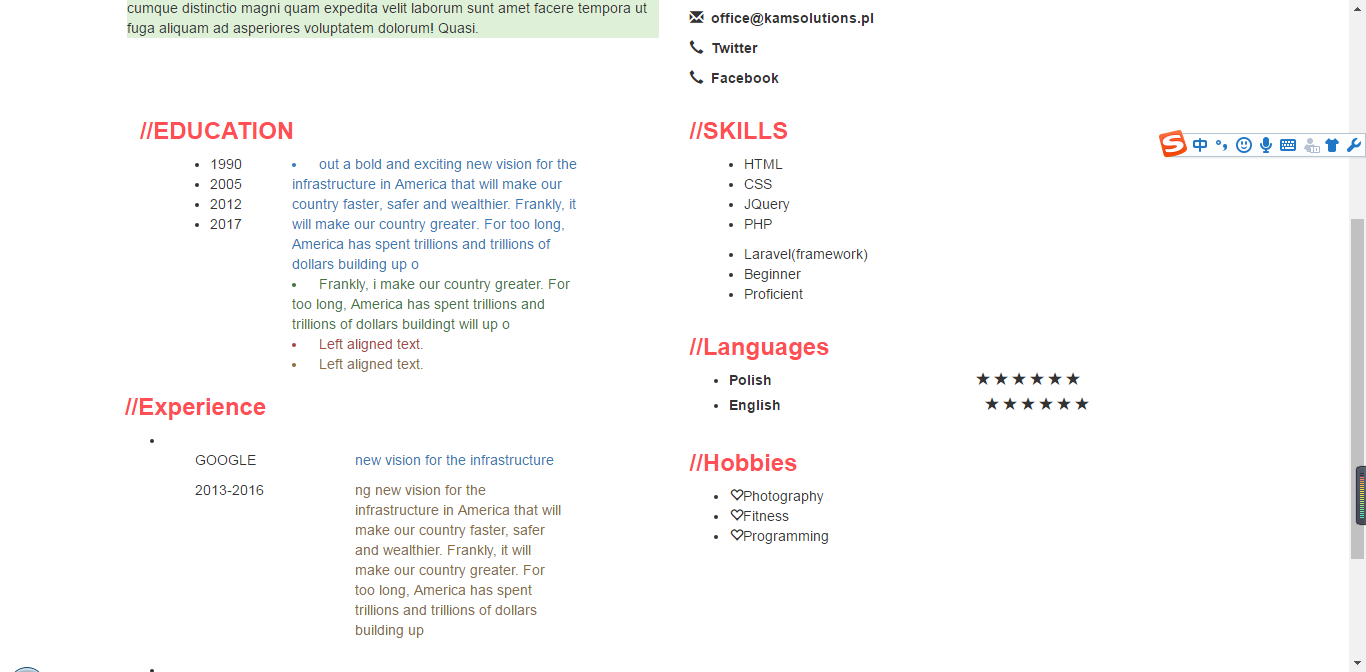 cumque distinctio magni quam expedita velit laborum sunt amet facere tempora ut
fuga aliquam ad asperiores voluptatem dolorum! Quasi.
office@kamsolutions.pl
Twitter
Facebook
//EDUCATION
1990
2005
2012
2017
out a bold and exciting new vision for the
infrastructure in America that will make our
country faster, safer and wealthier. Frankly, it
will make our country greater. For too long,
America has spent trillions and trillions of
dollars building up o
Frankly, i make our country greater. For
too long, America has spent trillions and
trillions of dollars buildingt will up o
Left aligned text.
Left aligned text.
//Experience
GOOGLE
new vision for the infrastructure
2013-2016
ng new vision for the
infrastructure in America that will
make our country faster, safer
and wealthier. Frankly, it will
make our country greater. For
too long, America has spent
trillions and trillions of dollars
building up
//SKILLS
HTML
CSS
JQuery
PHP
Laravel(framework)
Beginner
Proficient
//Languages
Polish ★★★★★★
English ★★★★★★
//Hobbies
♡Photography
♡Fitness
♡Programming
S 中 °,